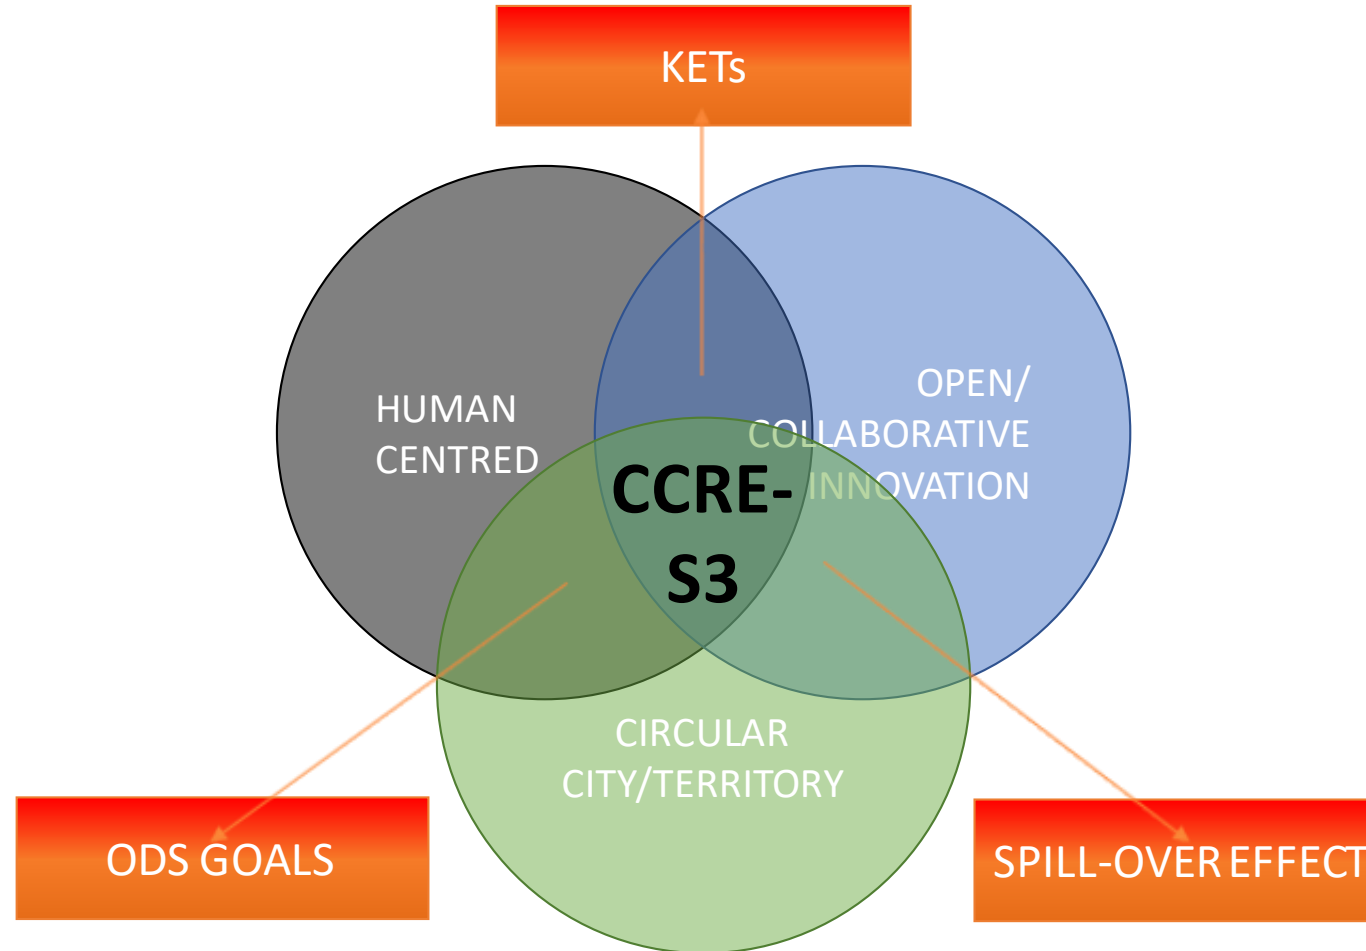 KETs
HUMAN
CENTRED
OPEN/
COLLABORATIVE
INNOVATION
CCRE-
S3
CIRCULAR
CITY/TERRITORY
ODS GOALS
SPILL-OVER EFFECT